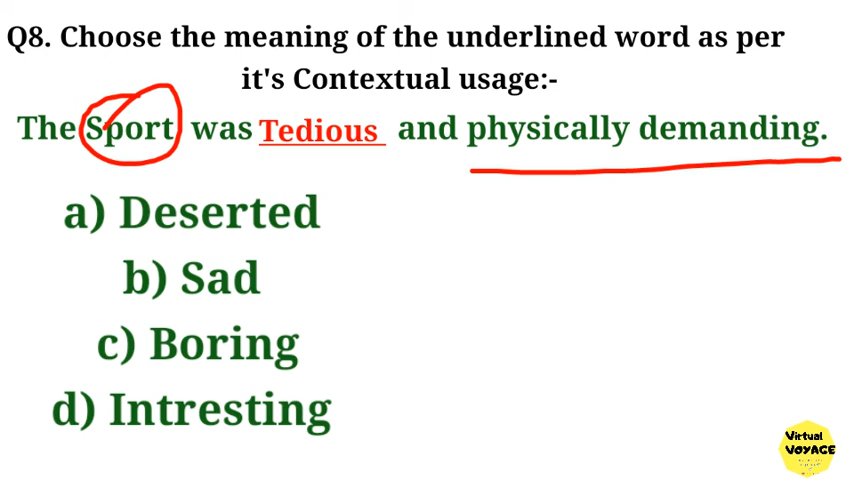 Q8. Choose the meaning of the underlined word as per
it's Contextual usage:-
The Sport was Tedious and physically demanding.
a) Deserted
b) Sad
c) Boring
d) Intresting
Virtual
VOYAGE